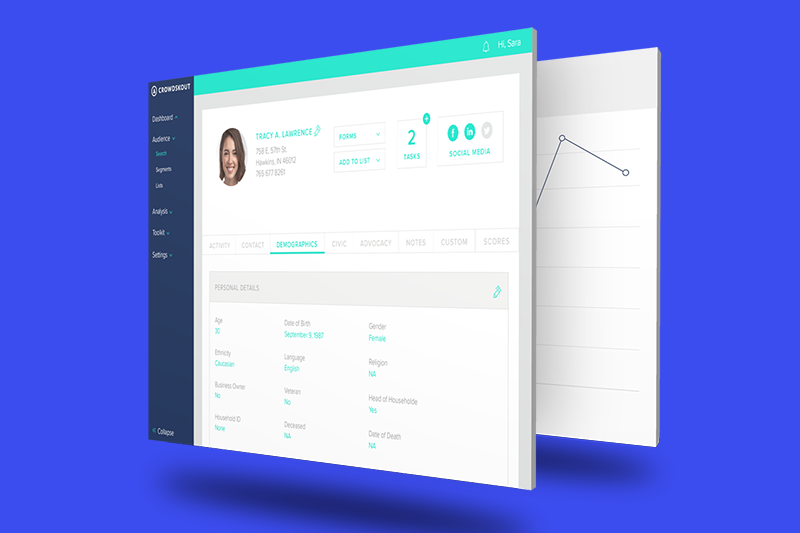 CROWDSKOUT
Hi, Sara
Dashboard
Audience
Search
Segments
Lists
Analysis
Toolkit
Settings
Collapse
TRACY A. LAWRENCE
758 E. 57th St
Hawkins, IN 46012
765 677 8261
FORMS
ADD TO LIST
2
TASKS
SOCIAL MEDIA
ACTIVITY CONTACT DEMOGRAPHICS CIVIC ADVOCACY NOTES CUSTOM SCORES
PERSONAL DETAILS
Age Date of Birth Gender
30 September 9, 1987 Female
Ethnicity Language Religion
Caucasian English NA
Business Owner Veteran Head of Householde
No No Yes
Household ID Deceased Date of Death
None NA NA